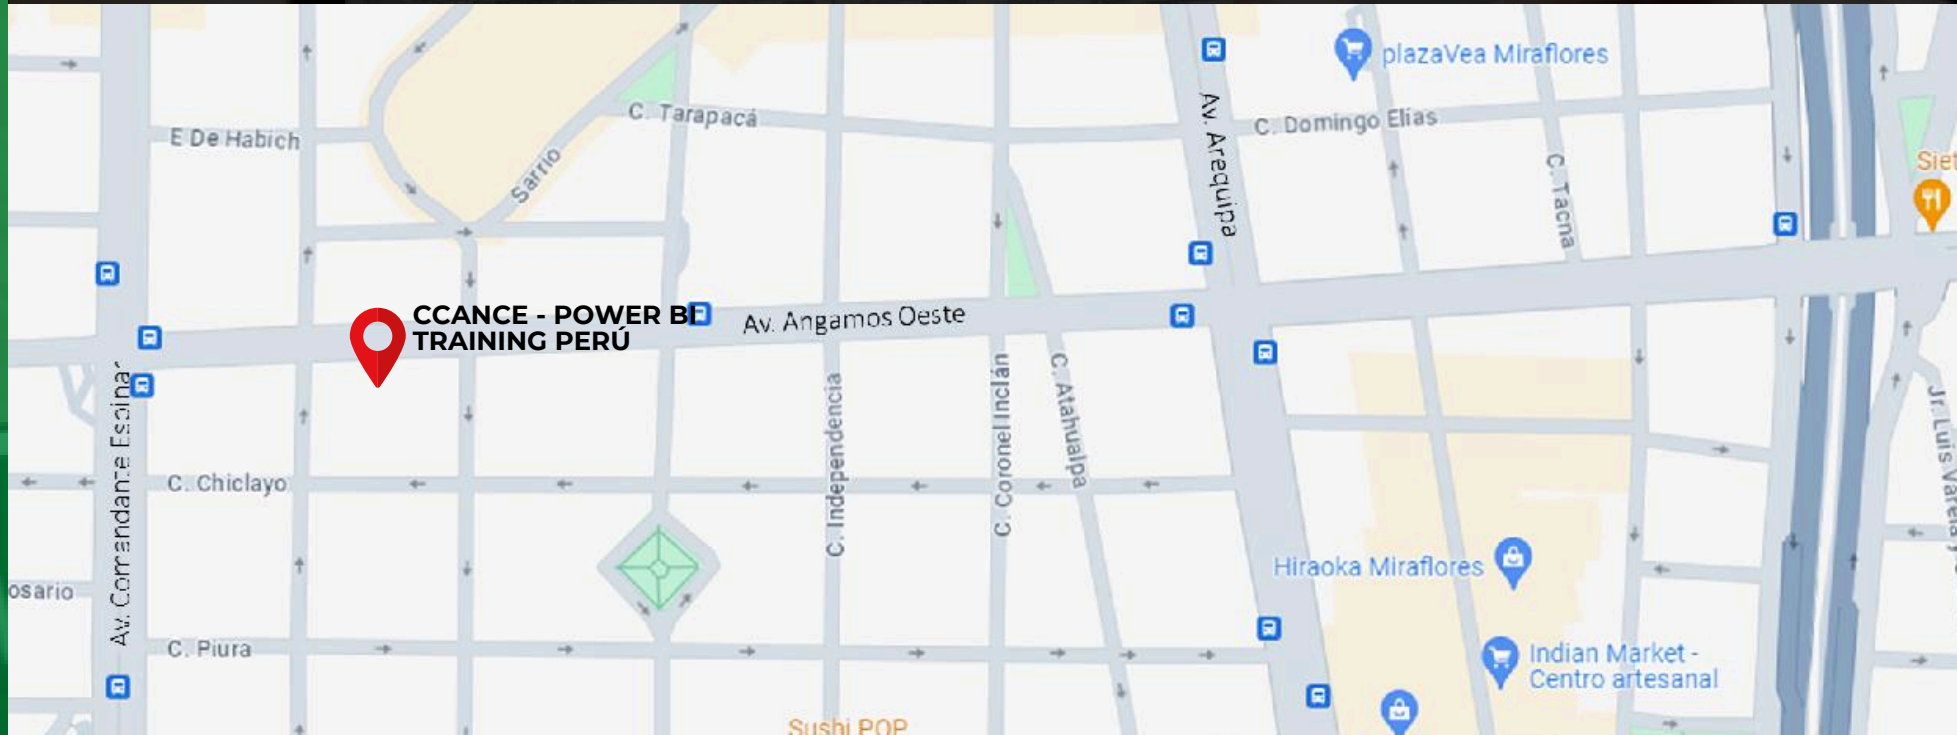 plazaVea Miraflores
C. Tarapacá
C. Domingo Elías
E De Habich
Sarrio
Av. Arequipa
C. Tacna
CCANCE - POWER BI
TRAINING PERÚ
Av. Angamos Oeste
Av. Comandante Espinar
C. Independencia
C. Coronel Inclán
C. Atahualpa
C. Chiclayo
Hiraoka Miraflores
osario
C. Piura
Indian Market -
Centro artesanal
Sushi POP
Siet
Jr. Luis Varela y